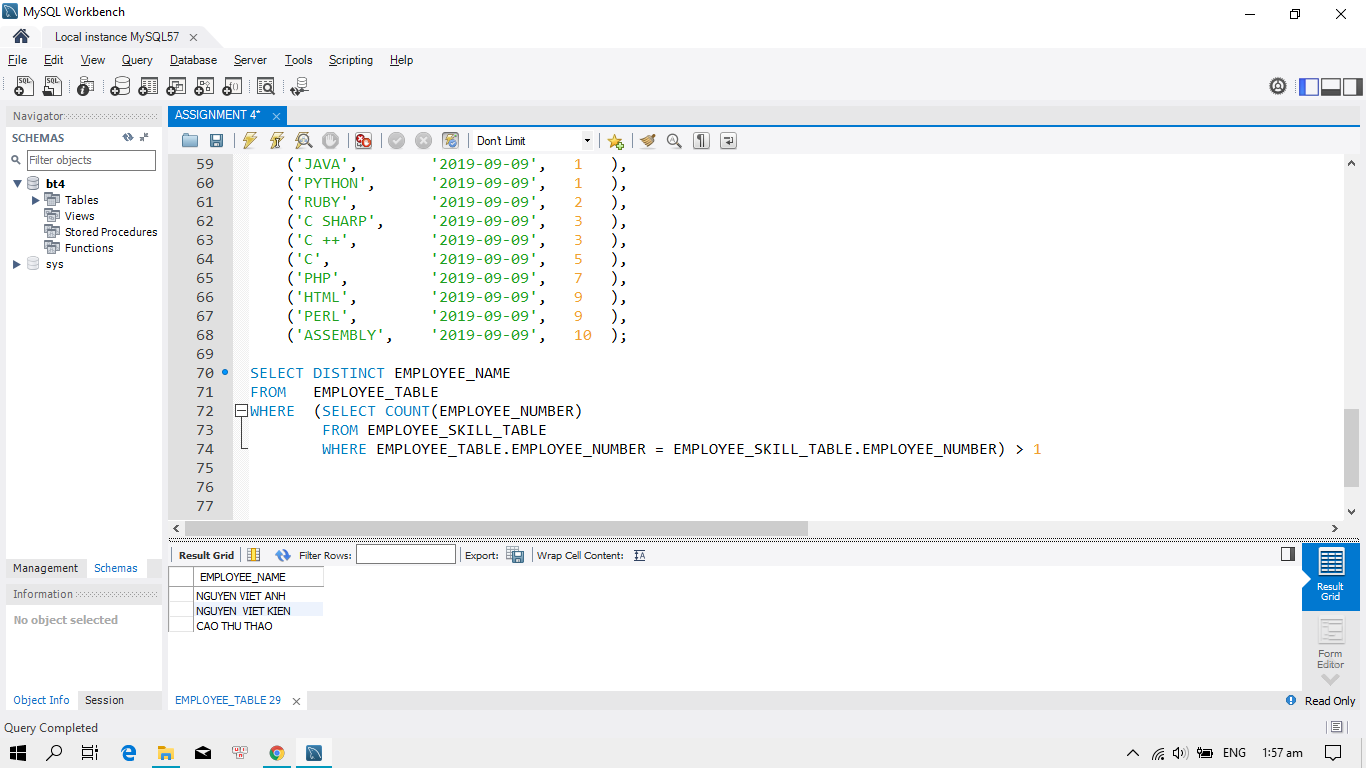 MySQL Workbench
Local instance MySQL57
File Edit View Query Database Server Tools Scripting Help
Navigator
SCHEMAS
Filter objects
bt4
Tables
Views
Stored Procedures
Functions
sys
Management Schemas
Information
No object selected
Object Info Session
ASSIGNMENT 4*
Don't Limit
59 ('JAVA', '2019-09-09', 1 ),
60 ('PYTHON', '2019-09-09', 1 ),
61 ('RUBY', '2019-09-09', 2 ),
62 ('C SHARP', '2019-09-09', 3 ),
63 ('C ++', '2019-09-09', 3 ),
64 ('C', '2019-09-09', 5 ),
65 ('PHP', '2019-09-09', 7 ),
66 ('HTML', '2019-09-09', 9 ),
67 ('PERL', '2019-09-09', 9 ),
68 ('ASSEMBLY', '2019-09-09', 10 );
69
70 SELECT DISTINCT EMPLOYEE_NAME
71 FROM EMPLOYEE_TABLE
72 WHERE (SELECT COUNT(EMPLOYEE_NUMBER)
73 FROM EMPLOYEE_SKILL_TABLE
74 WHERE EMPLOYEE_TABLE.EMPLOYEE_NUMBER = EMPLOYEE_SKILL_TABLE.EMPLOYEE_NUMBER) > 1
75
76
77
Result Grid Filter Rows: Export: Wrap Cell Content:
EMPLOYEE_NAME
NGUYEN VIET ANH
NGUYEN  VIET KIEN
CAO THU THAO
Result
Grid
Form
Editor
EMPLOYEE_TABLE 29
Read Only
Query Completed
ENG 1:57 am